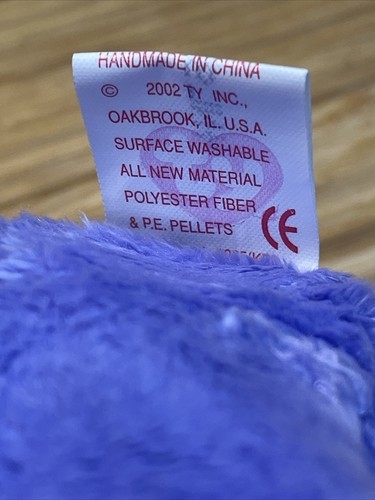 HANDMADE IN CHINA
© 2002 TY INC.,
OAKBROOK, IL. U.S.A.
SURFACE WASHABLE
ALL NEW MATERIAL
POLYESTER FIBER
& P.E. PELLETS
CE